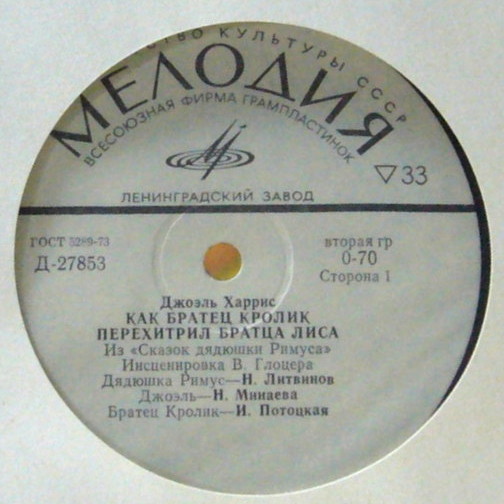 СТВО КУЛЬТУРЫ СССР
МЕЛОДИЯ
ВСЕСОЮЗНАЯ ФИРМА ГРАМПЛАСТИНОК
▽33
ЛЕНИНГРАДСКИЙ ЗАВОД
ГОСТ 5289-73
Д-27853
вторая гр
0-70
Сторона 1
Джоэль Харрис
КАК БРАТЕЦ КРОЛИК
ПЕРЕХИТРИЛ БРАТЦА ЛИСА
Из «Сказок дядюшки Римуса»
Инсценировка В. Глоцера
Дядюшка Римус—Н. Литвинов
Джоэль—Н. Минаева
Братец Кролик—И. Потоцкая